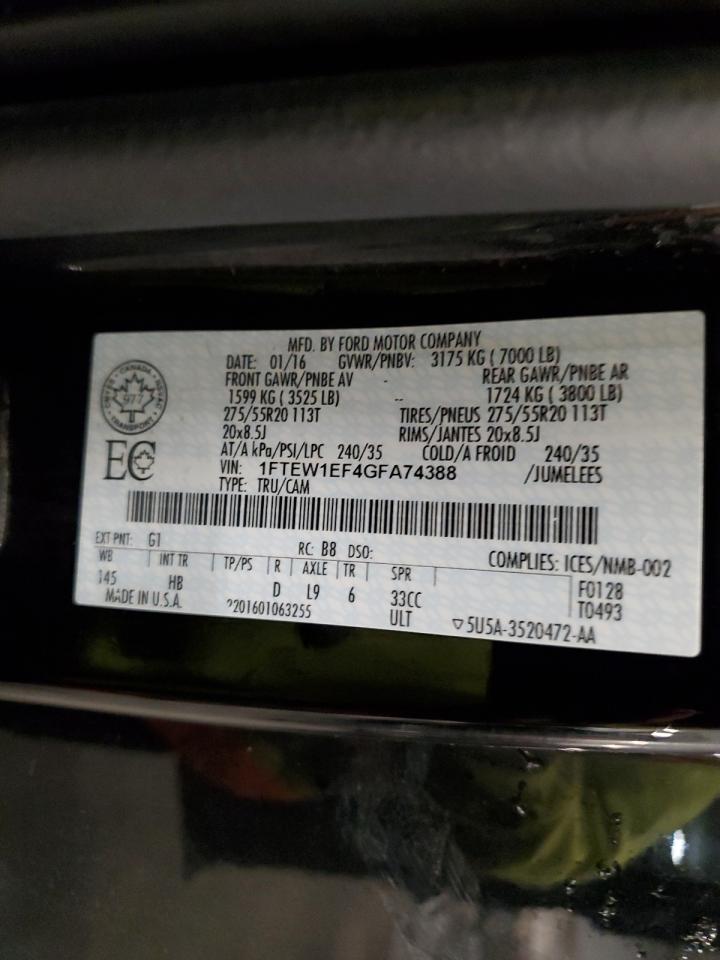 MFD. BY FORD MOTOR COMPANY
DATE: 01/16 GVWR/PNBV: 3175 KG ( 7000 LB)
FRONT GAWR/PNBE AV - REAR GAWR/PNBE AR
1599 KG ( 3525 LB) -- 1724 KG ( 3800 LB)
275/55R20 113T TIRES/PNEUS 275/55R20 113T
20x8.5J RIMS/JANTES 20x8.5J
AT/A kPa/PSI/LPC 240/35 COLD/A FROID 240/35
VIN: 1FTEW1EF4GFA74388 /JUMELEES
TYPE: TRU/CAM
CANADA
977
TRANSPORT
EC
EXT PNT: G1 RC: B8 DSO: COMPLIES: ICES/NMB-002
WB INT TR TP/PS R AXLE TR SPR F0128
145 HB D L9 6 33CC T0493
MADE IN U.S.A. 201601063255 ULT 5U5A-3520472-AA